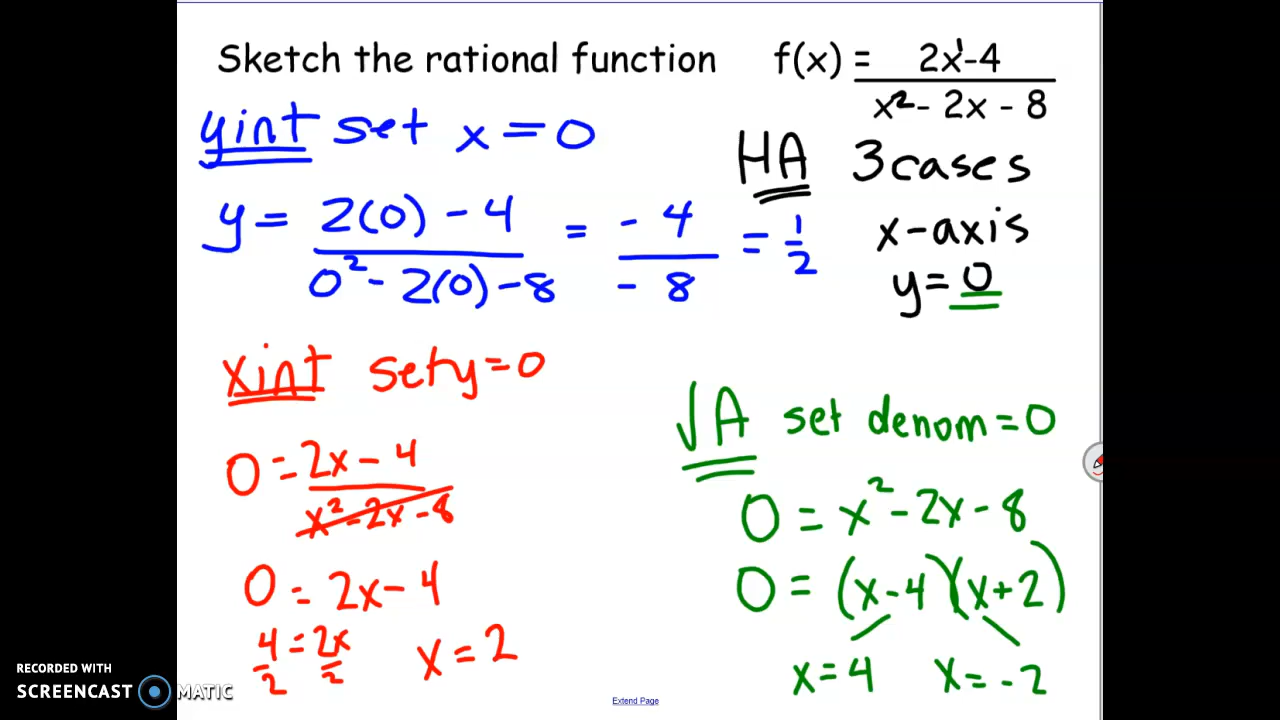 Sketch the rational function f(x) = 2x¹-4 / x² - 2x - 8
yint set x = 0
y = 2(0) - 4 / 0² - 2(0) - 8 = -4 / -8 = 1/2
HA 3 cases
x-axis
y = 0
xint set y = 0
0 = 2x - 4 / x² - 2x - 8
0 = 2x - 4
4/2 = 2x/2 x = 2
VA set denom = 0
0 = x² - 2x - 8
0 = (x - 4)(x + 2)
x = 4 x = -2
RECORDED WITH
SCREENCAST MATIC
Extend Page